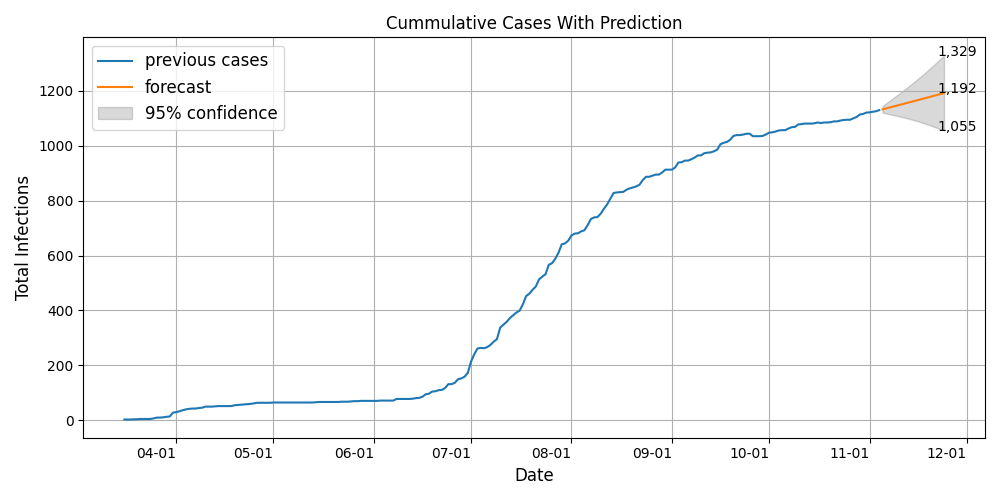 Cummulative Cases With Prediction
previous cases
forecast
95% confidence
1,329
1,192
1,055
Total Infections
1200
1000
800
600
400
200
0
04-01 05-01 06-01 07-01 08-01 09-01 10-01 11-01 12-01
Date